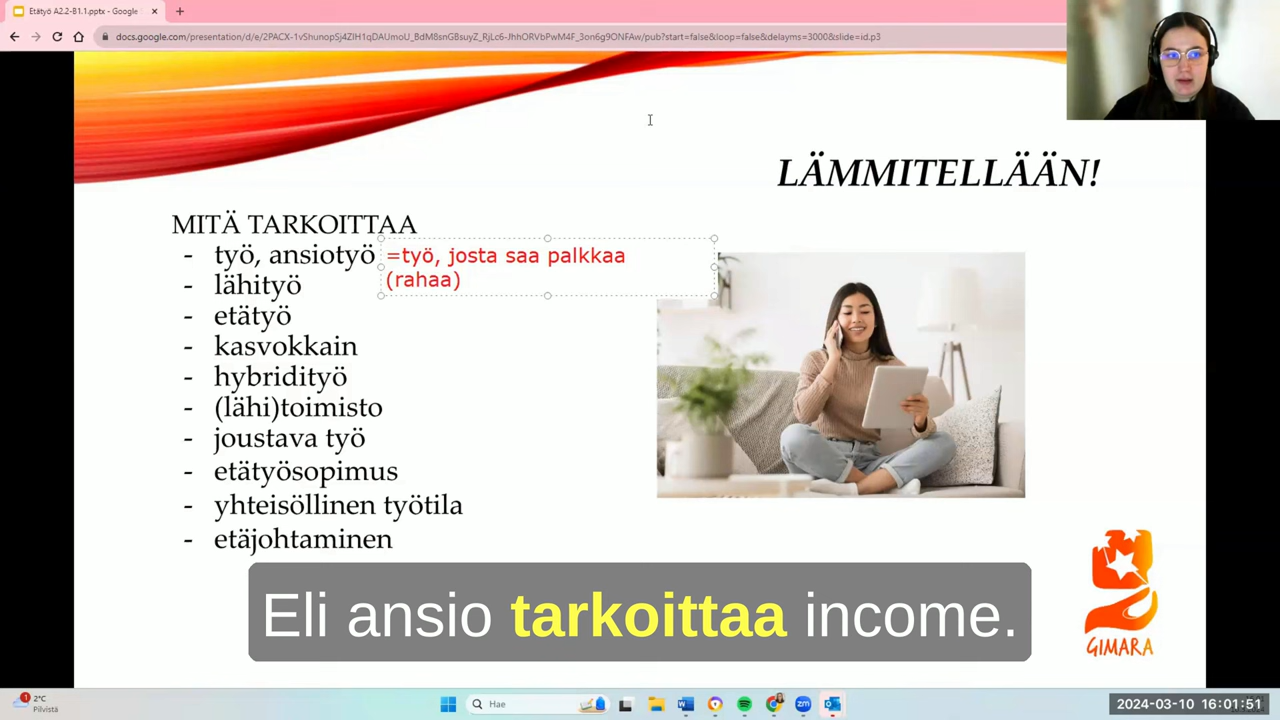 Etätyö A2.2-B1.1.pptx - Google
docs.google.com/presentation/d/e/2PACX-1vShunopSj4ZlH1qDAUmoU_BdM8snGBsuyZ_RjLc6-JhhORVbPwM4F_3on6g9ONFAw/pub?start=false&loop=false&delayms=3000&slide=id.p3
LÄMMITELLÄÄN!
MITÄ TARKOITTAA
- työ, ansiotyö =työ, josta saa palkkaa
(rahaa)
- lähityö
- etätyö
- kasvokkain
- hybridityö
- (lähi)toimisto
- joustava työ
- etätyösopimus
- yhteisöllinen työtila
- etäjohtaminen
Eli ansio tarkoittaa income.
GIMARA
1
2°C
Pilvistä
Hae
2024-03-10 16:01:51